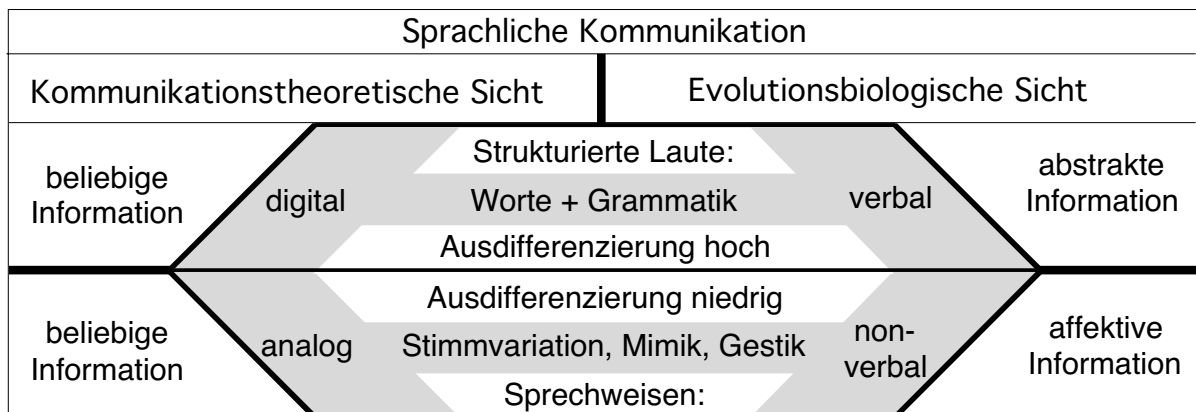 Sprachliche Kommunikation
Kommunikationstheoretische Sicht
Evolutionsbiologische Sicht
beliebige
Information
digital
Strukturierte Laute:
Worte + Grammatik
Ausdifferenzierung hoch
verbal
abstrakte
Information
beliebige
Information
analog
Ausdifferenzierung niedrig
Stimmvariation, Mimik, Gestik
Sprechweisen:
non-
verbal
affektive
Information